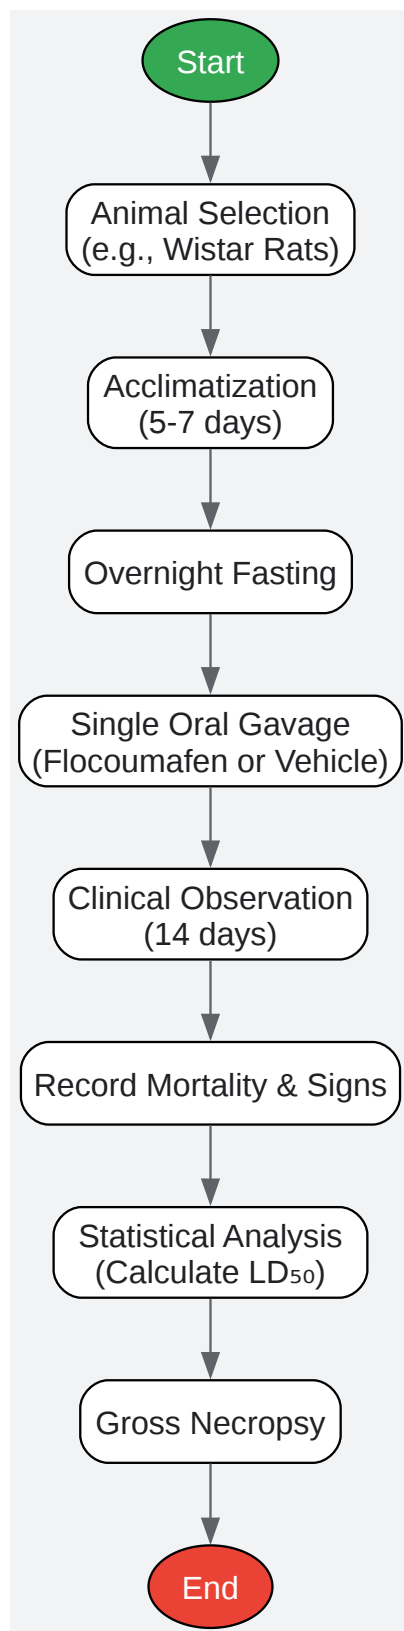 Start
Animal Selection
(e.g., Wistar Rats)
Acclimatization
(5-7 days)
Overnight Fasting
Single Oral Gavage
(Flocoumafen or Vehicle)
Clinical Observation
(14 days)
Record Mortality & Signs
Statistical Analysis
(Calculate LD₅₀)
Gross Necropsy
End